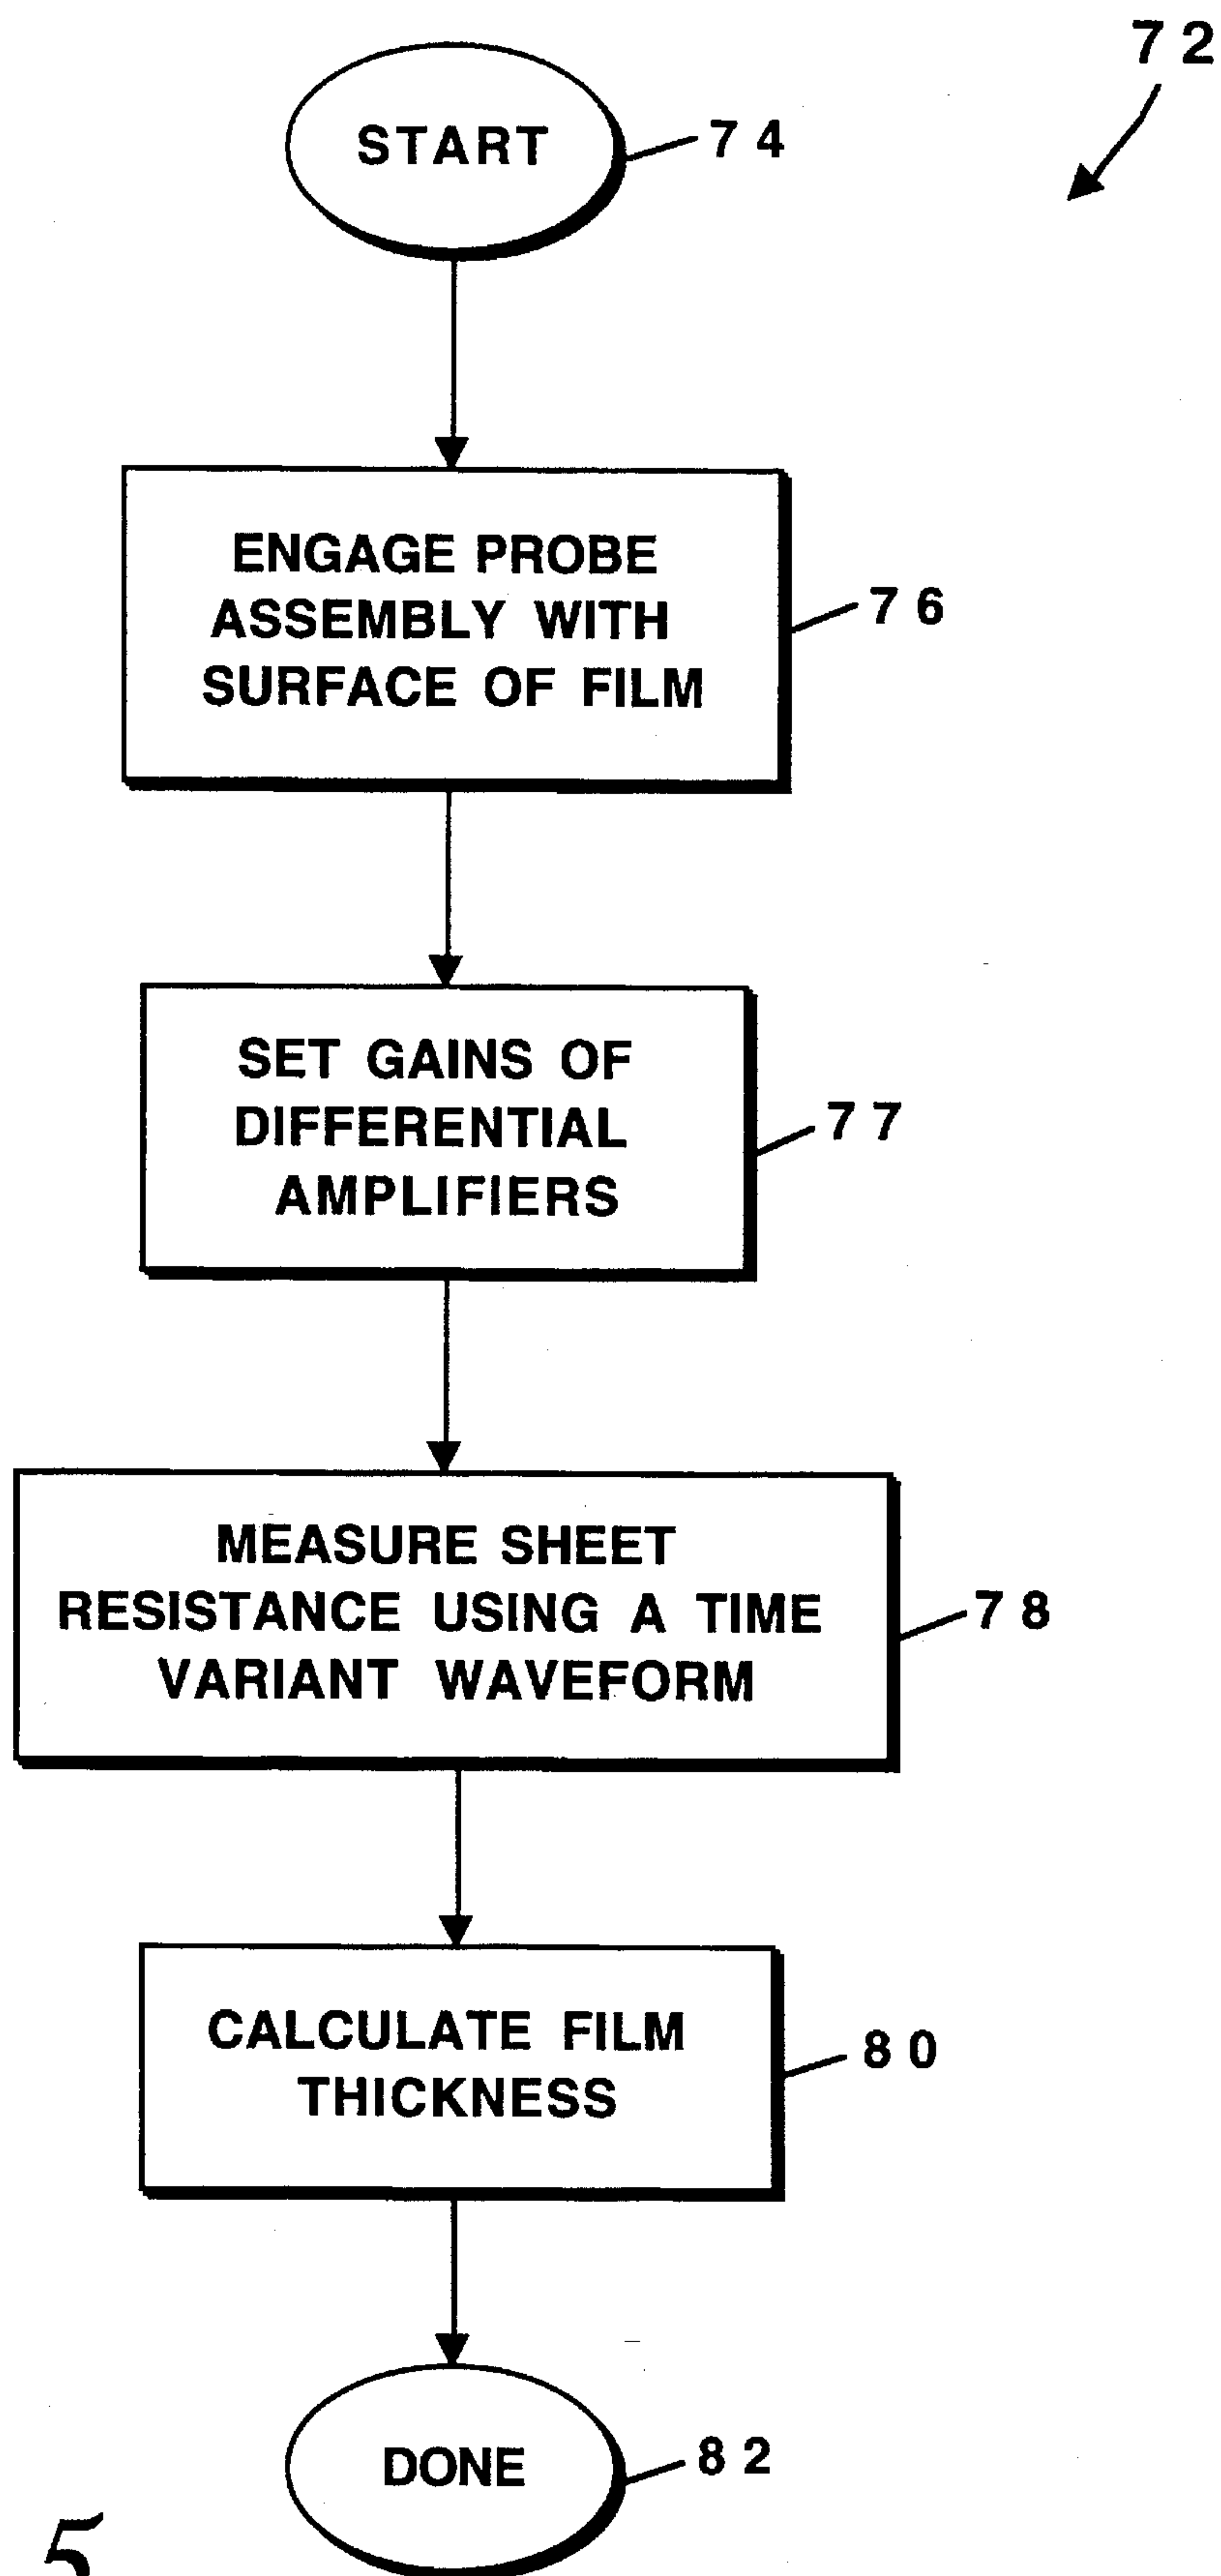 72
START
74
ENGAGE PROBE
ASSEMBLY WITH
SURFACE OF FILM
76
SET GAINS OF
DIFFERENTIAL
AMPLIFIERS
77
MEASURE SHEET
RESISTANCE USING A TIME
VARIANT WAVEFORM
78
CALCULATE FILM
THICKNESS
80
DONE
82
5